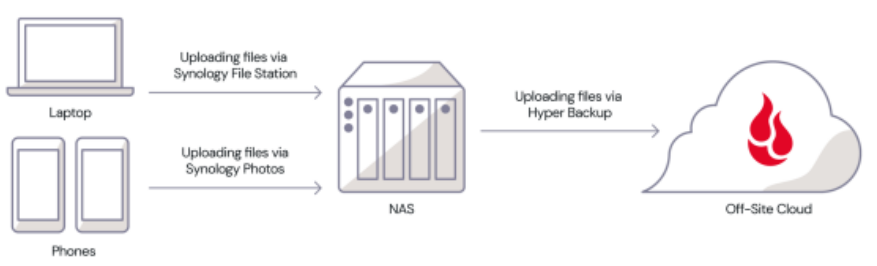 Uploading files via
Synology File Station
Laptop
Uploading files via
Synology Photos
Phones
NAS
Uploading files via
Hyper Backup
Off-Site Cloud